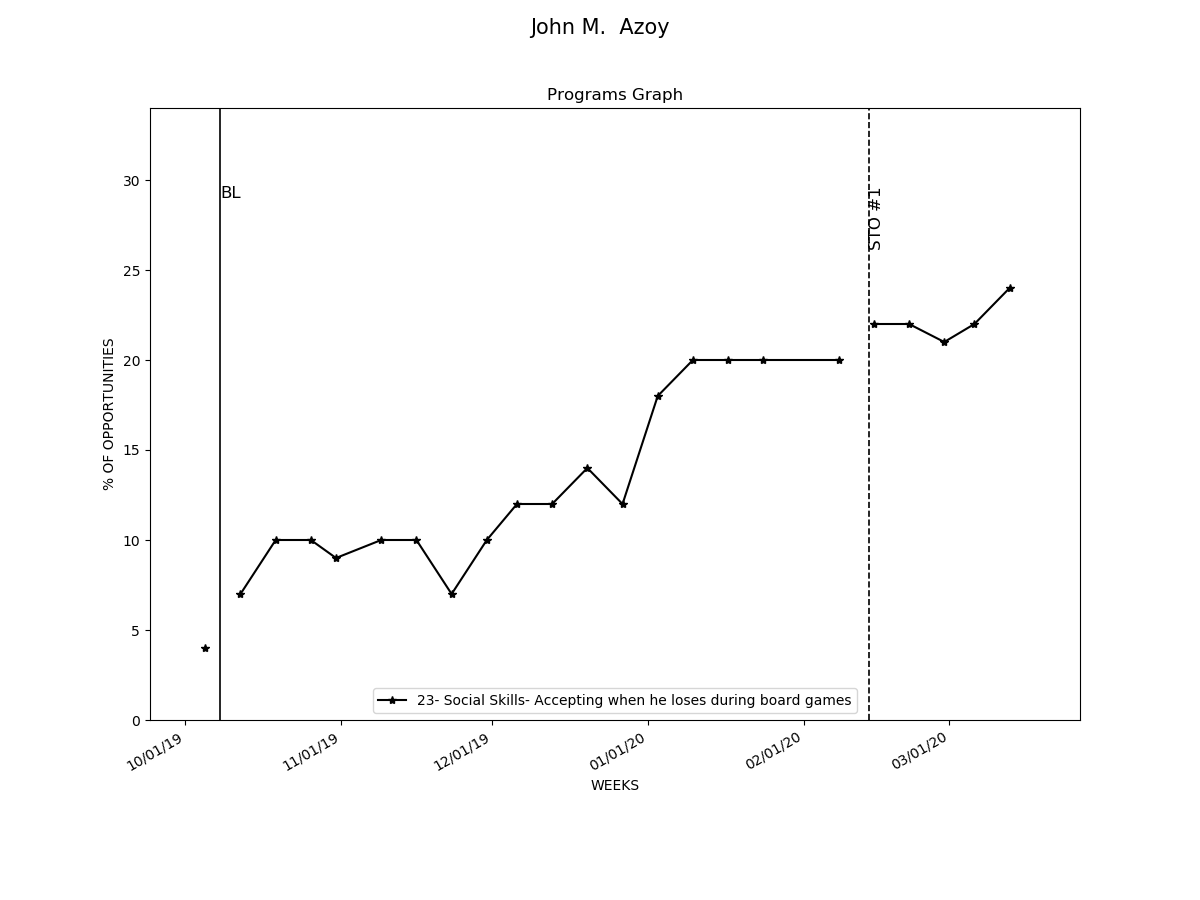 John M.  Azoy
Programs Graph
% OF OPPORTUNITIES
30
25
20
15
10
5
0
BL
STO #1
23- Social Skills- Accepting when he loses during board games
10/01/19
11/01/19
12/01/19
01/01/20
02/01/20
03/01/20
WEEKS